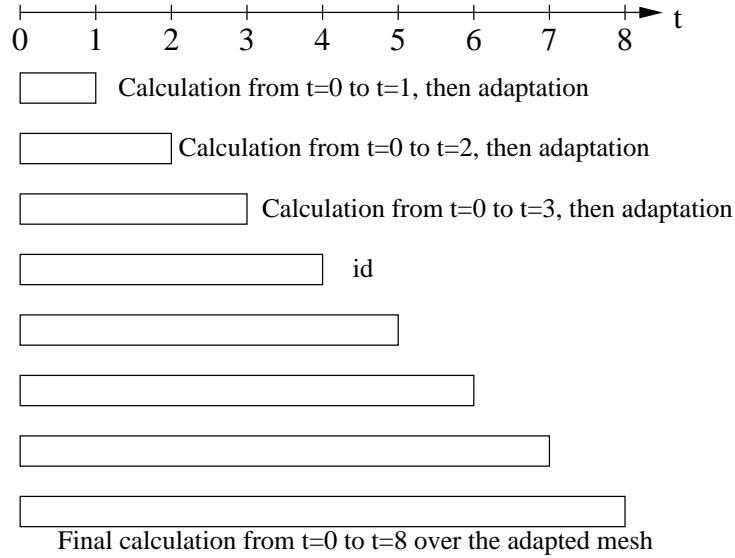 t
0 1 2 3 4 5 6 7 8
Calculation from t=0 to t=1, then adaptation
Calculation from t=0 to t=2, then adaptation
Calculation from t=0 to t=3, then adaptation
id
Final calculation from t=0 to t=8 over the adapted mesh